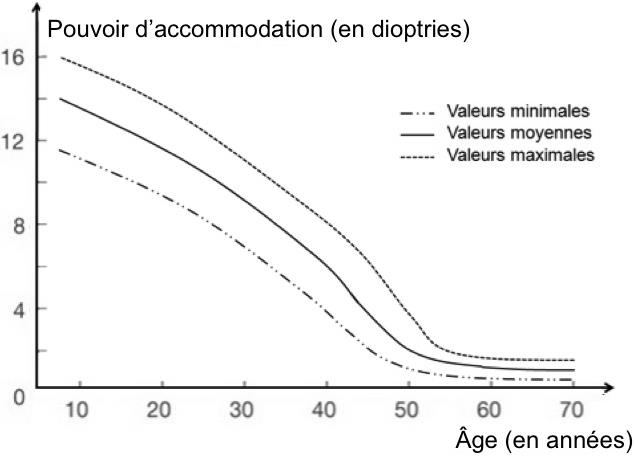 Pouvoir d’accommodation (en dioptries)
16
12
8
4
0
Valeurs minimales
Valeurs moyennes
Valeurs maximales
10 20 30 40 50 60 70
Âge (en années)